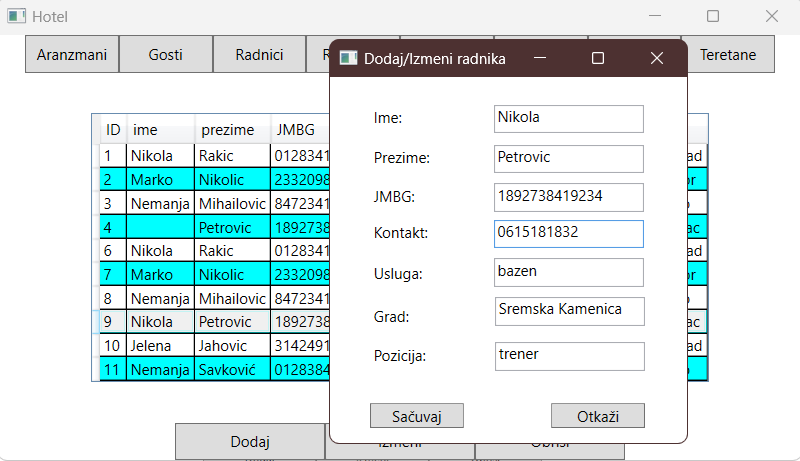 Hotel
Aranzmani Gosti Radnici Teretane
Dodaj/Izmeni radnika
Ime: Nikola
Prezime: Petrovic
JMBG: 1892738419234
Kontakt: 0615181832
Usluga: bazen
Grad: Sremska Kamenica
Pozicija: trener
Sačuvaj Otkaži
ID ime prezime JMBG
1 Nikola Rakic 0128341 ad
2 Marko Nikolic 2332098 or
3 Nemanja Mihailovic 8472341
4 Petrovic 1892738 ac
6 Nikola Rakic 0128341 ad
7 Marko Nikolic 2332098 or
8 Nemanja Mihailovic 8472341
9 Nikola Petrovic 1892738 ac
10 Jelena Jahovic 3142491 ad
11 Nemanja Savković 0128384 or
Dodaj Izmeni Obrisi